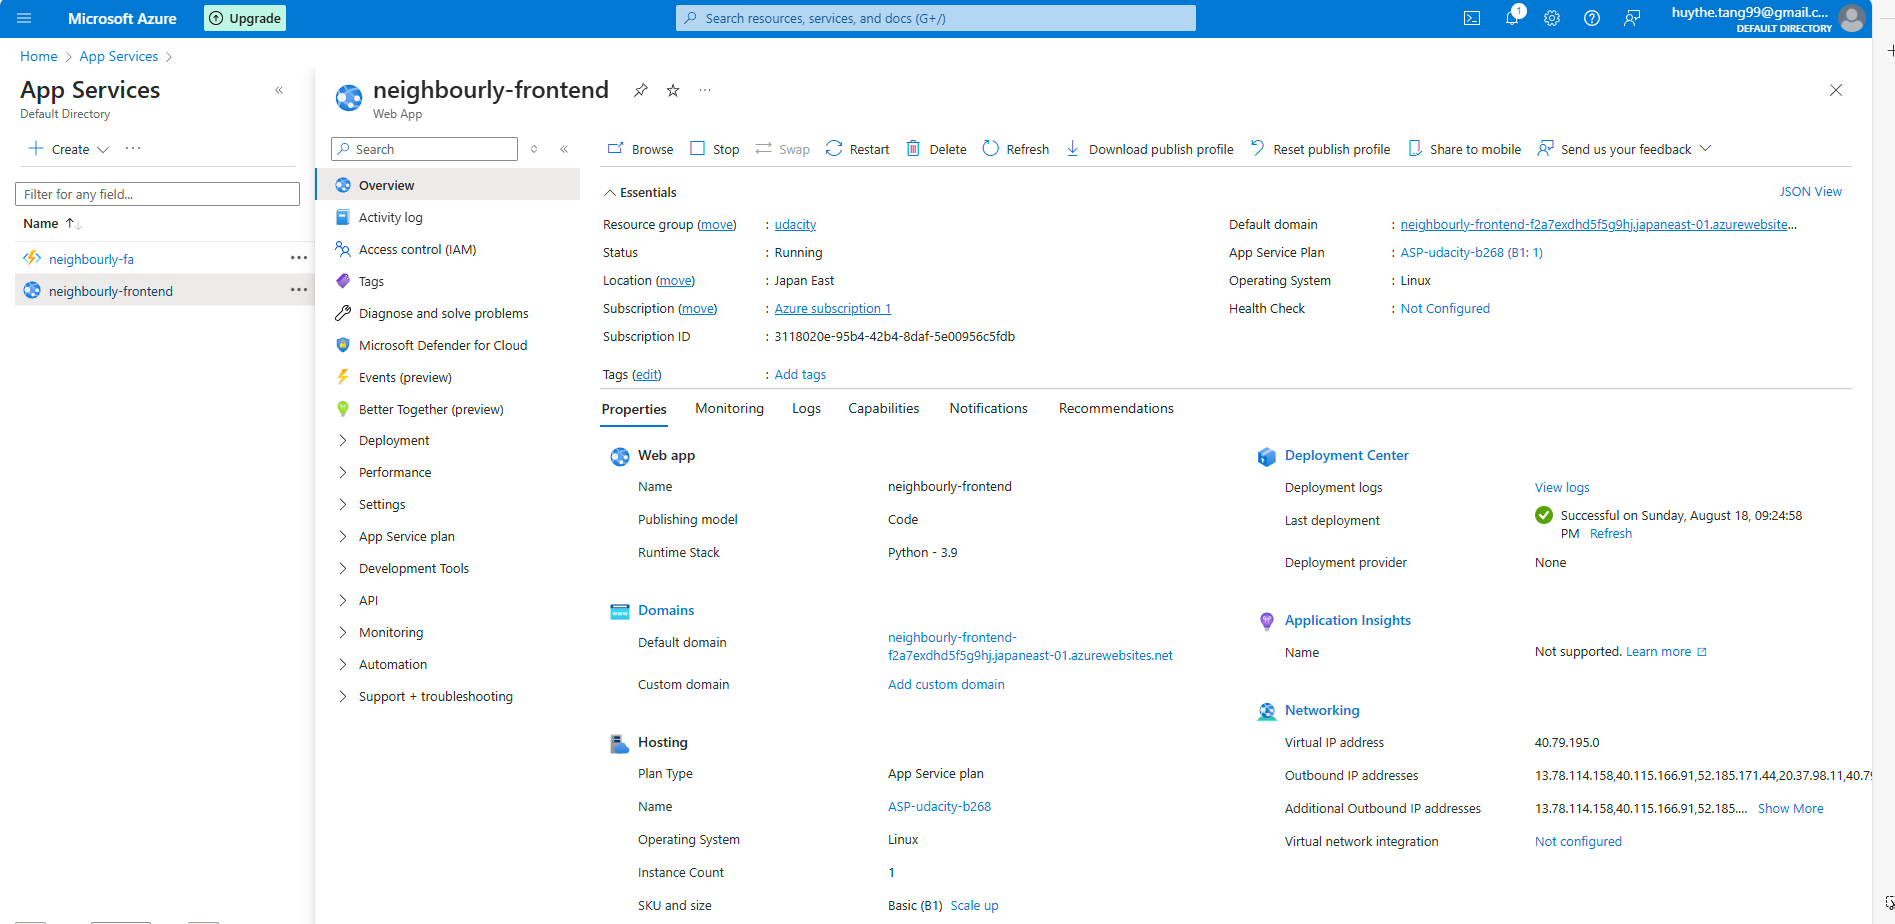 Microsoft Azure
Upgrade
Search resources, services, and docs (G+/)
1
huythe.tang99@gmail.c...
DEFAULT DIRECTORY
Home > App Services >
App Services
Default Directory
Create
Filter for any field...
Name
neighbourly-fa
neighbourly-frontend
neighbourly-frontend
Web App
Search
Overview
Activity log
Access control (IAM)
Tags
Diagnose and solve problems
Microsoft Defender for Cloud
Events (preview)
Better Together (preview)
Deployment
Performance
Settings
App Service plan
Development Tools
API
Monitoring
Automation
Support + troubleshooting
Browse Stop Swap Restart Delete Refresh Download publish profile Reset publish profile Share to mobile Send us your feedback
Essentials
JSON View
Resource group (move) : udacity
Status : Running
Location (move) : Japan East
Subscription (move) : Azure subscription 1
Subscription ID : 3118020e-95b4-42b4-8daf-5e00956c5fdb
Tags (edit) : Add tags
Default domain : neighbourly-frontend-f2a7exdhd5f5g9hj.japaneast-01.azurewebsite...
App Service Plan : ASP-udacity-b268 (B1: 1)
Operating System : Linux
Health Check : Not Configured
Properties Monitoring Logs Capabilities Notifications Recommendations
Web app
Name neighbourly-frontend
Publishing model Code
Runtime Stack Python - 3.9
Domains
Default domain neighbourly-frontend-
f2a7exdhd5f5g9hj.japaneast-01.azurewebsites.net
Custom domain Add custom domain
Hosting
Plan Type App Service plan
Name ASP-udacity-b268
Operating System Linux
Instance Count 1
SKU and size Basic (B1) Scale up
Deployment Center
Deployment logs View logs
Last deployment Successful on Sunday, August 18, 09:24:58
PM Refresh
Deployment provider None
Application Insights
Name Not supported. Learn more
Networking
Virtual IP address 40.79.195.0
Outbound IP addresses 13.78.114.158,40.115.166.91,52.185.171.44,20.37.98.11,40.79
Additional Outbound IP addresses 13.78.114.158,40.115.166.91,52.185.... Show More
Virtual network integration Not configured